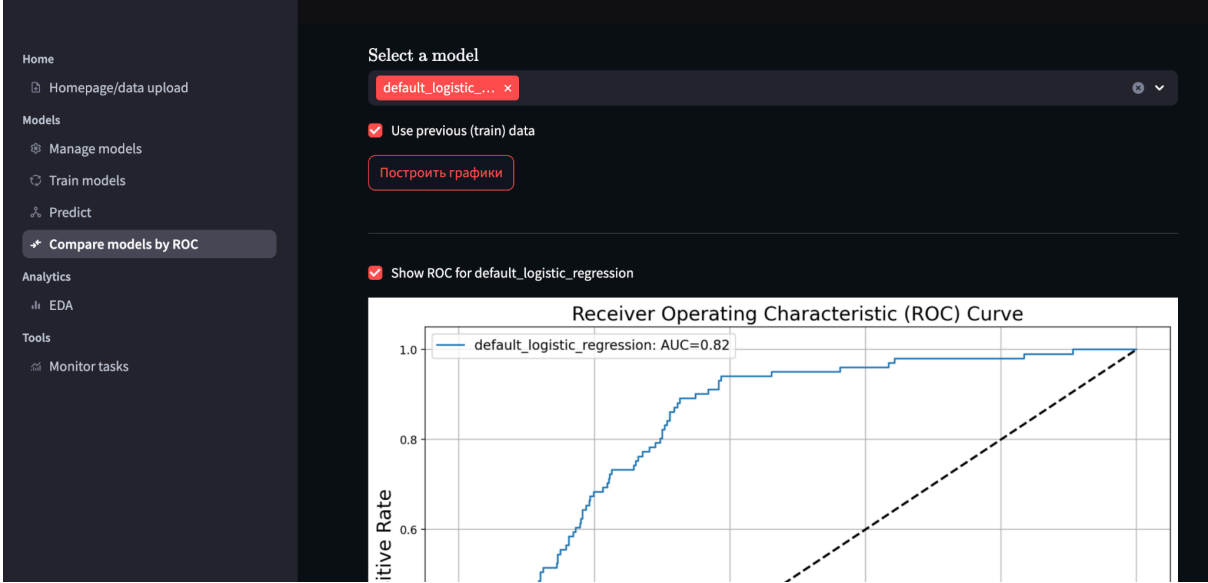 Home
Homepage/data upload
Models
Manage models
Train models
Predict
Compare models by ROC
Analytics
EDA
Tools
Monitor tasks
Select a model
default_logistic_...
Use previous (train) data
Построить графики
Show ROC for default_logistic_regression
Receiver Operating Characteristic (ROC) Curve
default_logistic_regression: AUC=0.82
1.0
0.8
0.6
itive Rate